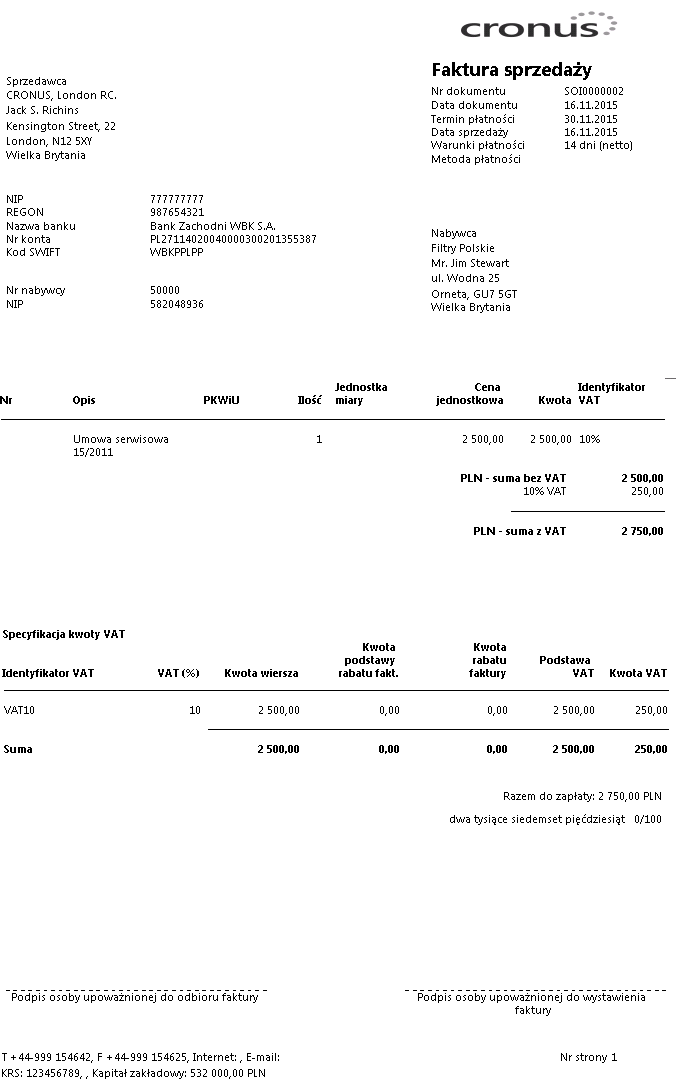 cronus
Faktura sprzedaży
Nr dokumentu SOI0000002
Data dokumentu 16.11.2015
Termin płatności 30.11.2015
Data sprzedaży 16.11.2015
Warunki płatności 14 dni (netto)
Metoda płatności
Sprzedawca
CRONUS, London RC.
Jack S. Richins
Kensington Street, 22
London, N12 5XY
Wielka Brytania
NIP 777777777
REGON 987654321
Nazwa banku Bank Zachodni WBK S.A.
Nr konta PL27114020040000300201355387
Kod SWIFT WBKPPLPP
Nr nabywcy 50000
NIP 582048936
Nabywca
Filtry Polskie
Mr. Jim Stewart
ul. Wodna 25
Orneta, GU7 5GT
Wielka Brytania
Nr Opis PKWiU Ilość Jednostka miary Cena jednostkowa Kwota Identyfikator VAT
Umowa serwisowa 1 2 500,00 2 500,00 10%
15/2011
PLN - suma bez VAT 2 500,00
10% VAT 250,00
PLN - suma z VAT 2 750,00
Specyfikacja kwoty VAT
Identyfikator VAT VAT (%) Kwota wiersza Kwota podstawy rabatu fakt. Kwota rabatu faktury Podstawa VAT Kwota VAT
VAT10 10 2 500,00 0,00 0,00 2 500,00 250,00
Suma 2 500,00 0,00 0,00 2 500,00 250,00
Razem do zapłaty: 2 750,00 PLN
dwa tysiące siedemset pięćdziesiąt 0/100
Podpis osoby upoważnionej do odbioru faktury
Podpis osoby upoważnionej do wystawienia
faktury
T +44-999 154642, F +44-999 154625, Internet: , E-mail:
KRS: 123456789, , Kapitał zakładowy: 532 000,00 PLN
Nr strony 1